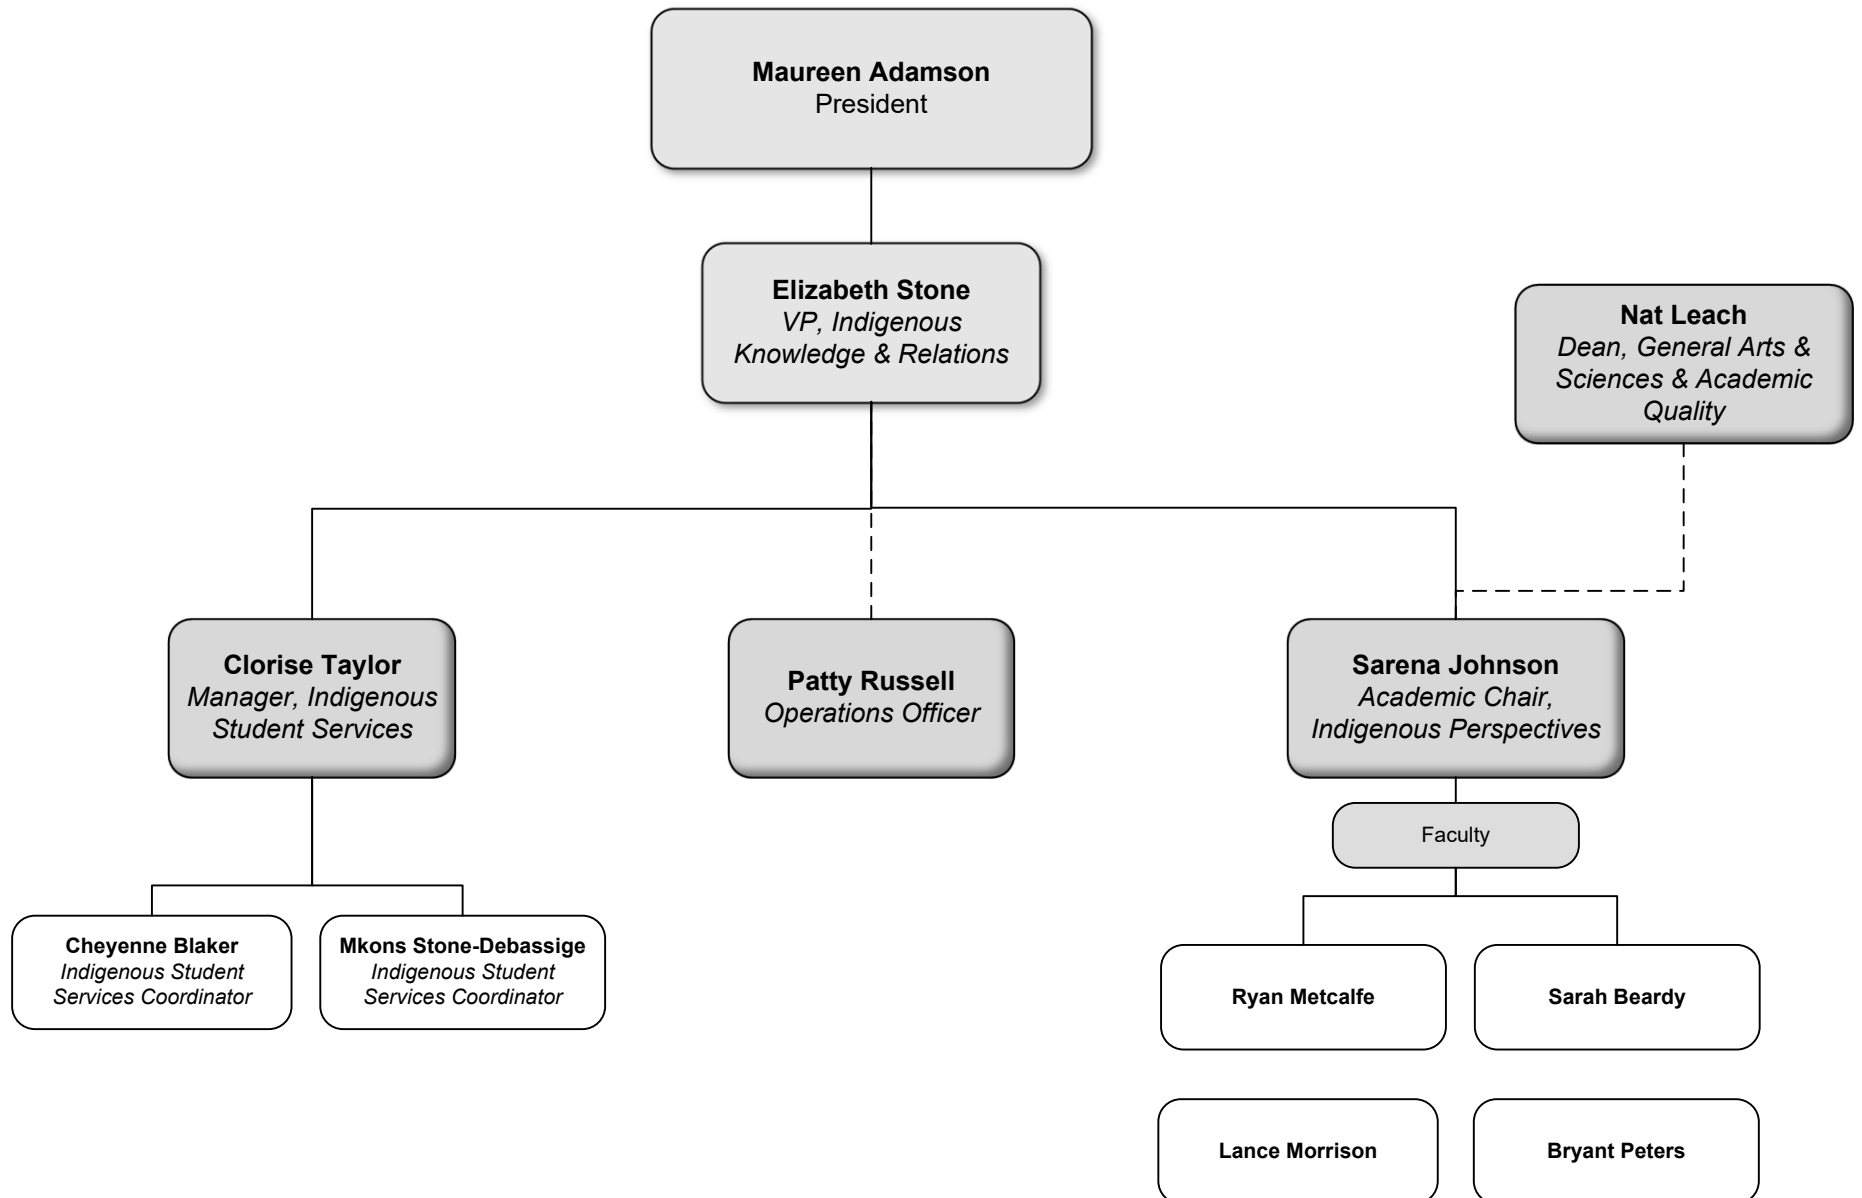 Maureen Adamson
President
Elizabeth Stone
VP, Indigenous
Knowledge & Relations
Nat Leach
Dean, General Arts &
Sciences & Academic
Quality
Clorise Taylor
Manager, Indigenous
Student Services
Patty Russell
Operations Officer
Sarena Johnson
Academic Chair,
Indigenous Perspectives
Faculty
Cheyenne Blaker
Indigenous Student
Services Coordinator
Mkons Stone-Debassige
Indigenous Student
Services Coordinator
Ryan Metcalfe
Sarah Beardy
Lance Morrison
Bryant Peters